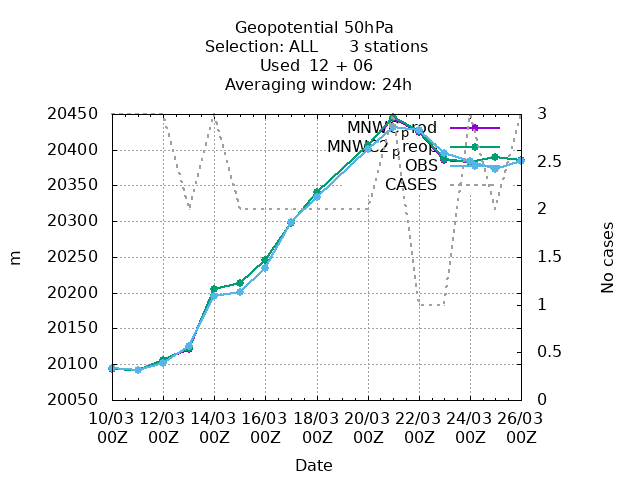 Geopotential 50hPa
Selection: ALL 3 stations
Used 12 + 06
Averaging window: 24h
20450
20400
20350
20300
20250
20200
20150
20100
20050
m
3
2.5
2
1.5
1
0.5
0
No cases
MNWC_prod
MNWC2_preop
OBS
CASES
10/03 12/03 14/03 16/03 18/03 20/03 22/03 24/03 26/03
00Z 00Z 00Z 00Z 00Z 00Z 00Z 00Z 00Z
Date